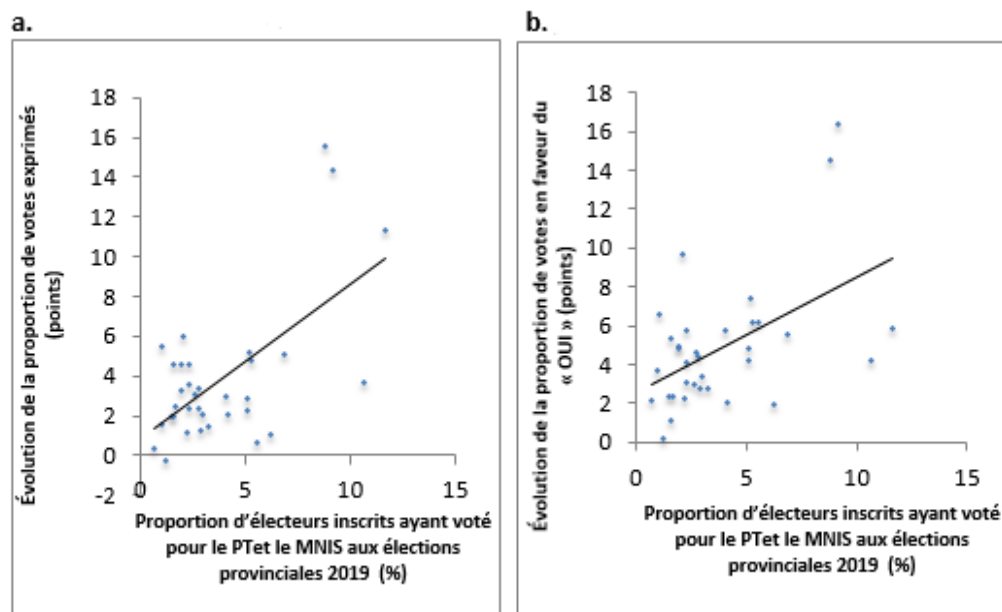 a.
Évolution de la proportion de votes exprimés
(points)
18
16
14
12
10
8
6
4
2
0
-2
0
5
10
15
Proportion d'électeurs inscrits ayant voté
pour le PTet le MNIS aux élections
provinciales 2019 (%)
b.
Évolution de la proportion de votes en faveur du
« OUI » (points)
18
16
14
12
10
8
6
4
2
0
0
5
10
15
Proportion d'électeurs inscrits ayant voté
pour le PTet le MNIS aux élections
provinciales 2019 (%)